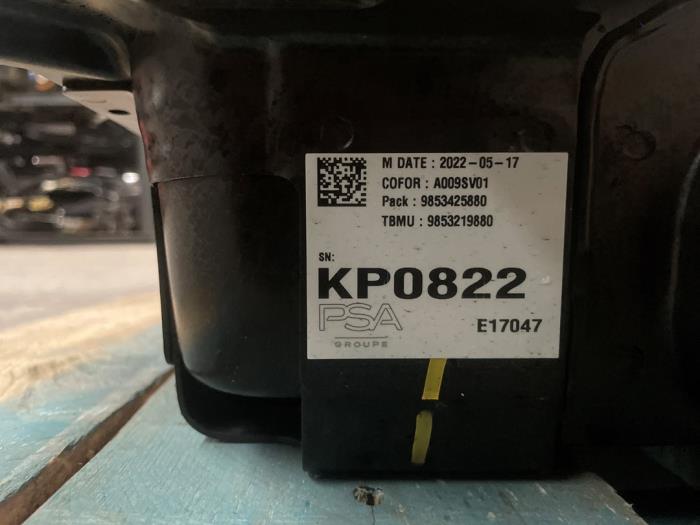 M DATE : 2022-05-17
COFOR : A009SV01
Pack : 9853425880
TBMU : 9853219880
SN:
KP0822
PSA
GROUPE
E17047